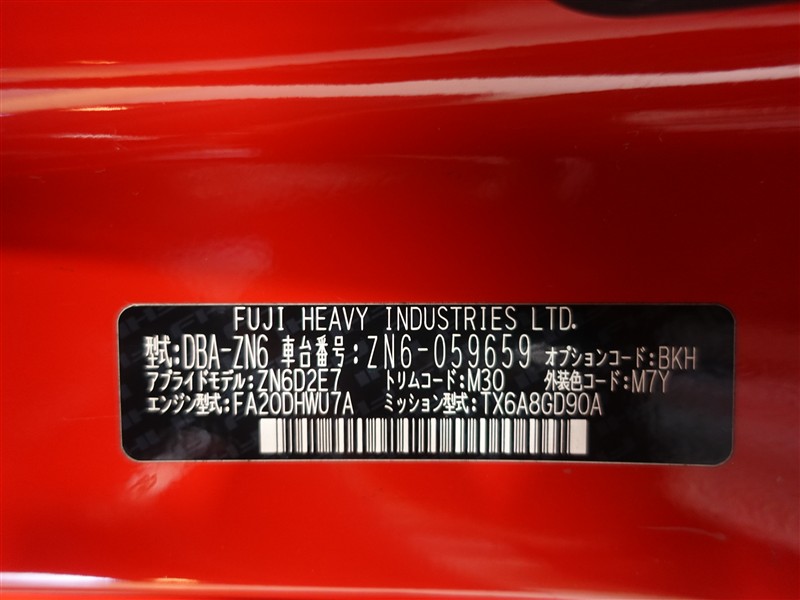 FUJI HEAVY INDUSTRIES LTD.
型式:DBA-ZN6 車台番号:ZN6-059659 オプションコード:BKH
アプライドモデル:ZN6D2E7 トリムコード:M30 外装色コード:M7Y
エンジン型式:FA20DHWU7A ミッション型式:TX6A8GD90A